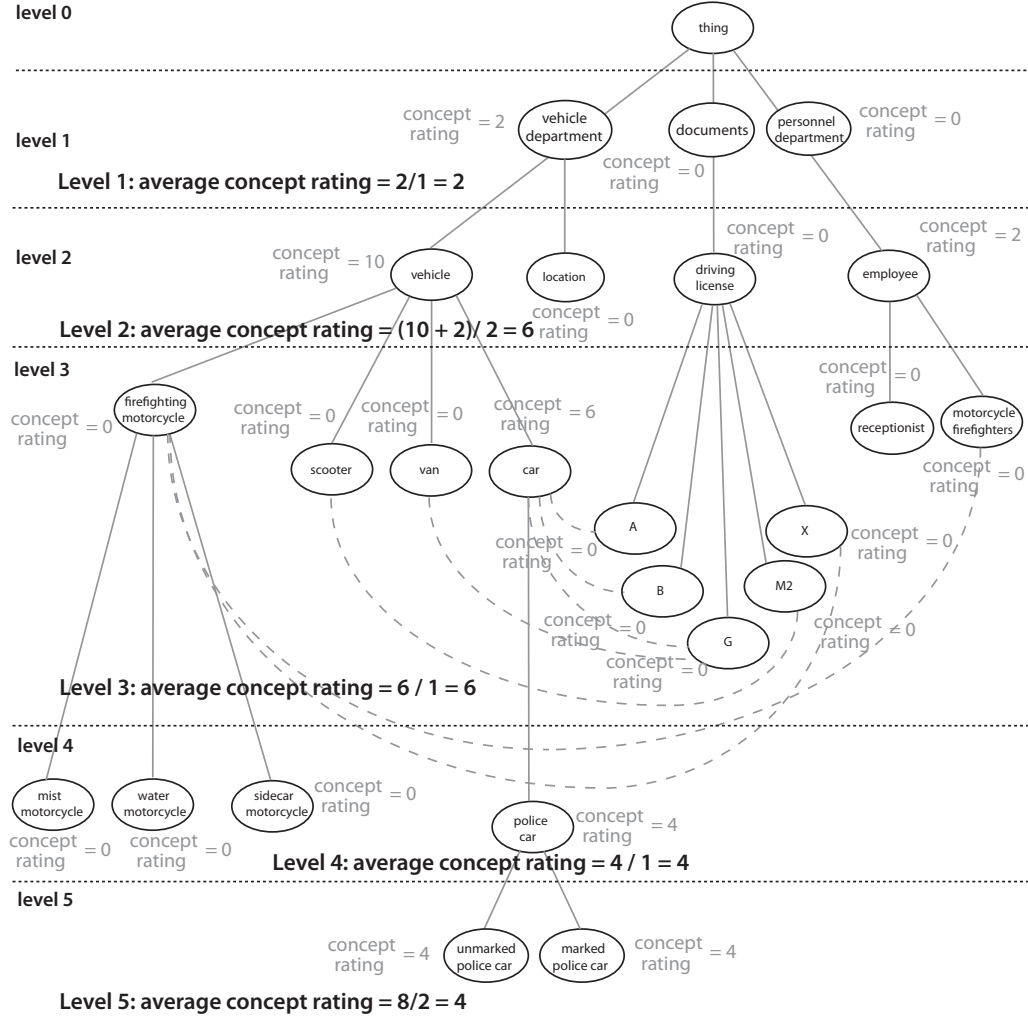 level 0
thing
level 1
concept
rating = 2
vehicle
department
documents
personnel
department
concept
rating = 0
concept
rating = 0
Level 1: average concept rating = 2/1 = 2
level 2
concept
rating = 10
vehicle
location
concept
rating = 0
driving
license
concept
rating = 0
employee
concept
rating = 2
Level 2: average concept rating = (10 + 2)/ 2 = 6
level 3
concept
rating = 0
firefighting
motorcycle
concept
rating = 0
scooter
concept
rating = 0
van
concept
rating = 6
car
concept
rating = 0
receptionist
motorcycle
firefighters
concept
rating = 0
A
concept
rating = 0
X
concept
rating = 0
B
concept
rating = 0
M2
concept
rating = 0
G
concept
rating = 0
Level 3: average concept rating = 6 / 1 = 6
level 4
mist
motorcycle
concept
rating = 0
water
motorcycle
concept
rating = 0
sidecar
motorcycle
concept
rating = 0
police
car
concept
rating = 4
Level 4: average concept rating = 4 / 1 = 4
level 5
concept
rating = 4
unmarked
police car
marked
police car
concept
rating = 4
Level 5: average concept rating = 8/2 = 4